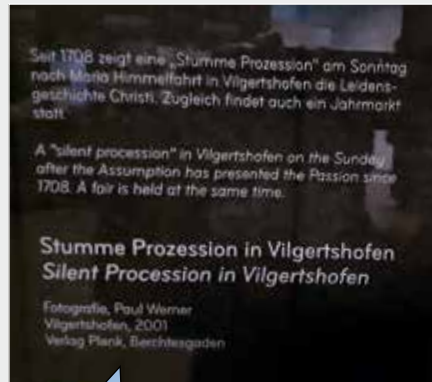 Seit 1708 zeigt eine „Stumme Prozession" am Sonntag
nach Maria Himmelfahrt in Vilgertshofen die Leidens-
geschichte Christi. Zugleich findet auch ein Jahrmarkt
statt.
A "silent procession" in Vilgertshofen on the Sunday
after the Assumption has presented the Passion since
1708. A fair is held at the same time.
Stumme Prozession in Vilgertshofen
Silent Procession in Vilgertshofen
Fotografie, Paul Werner
Vilgertshofen, 2001
Verlag Plenk, Berchtesgaden